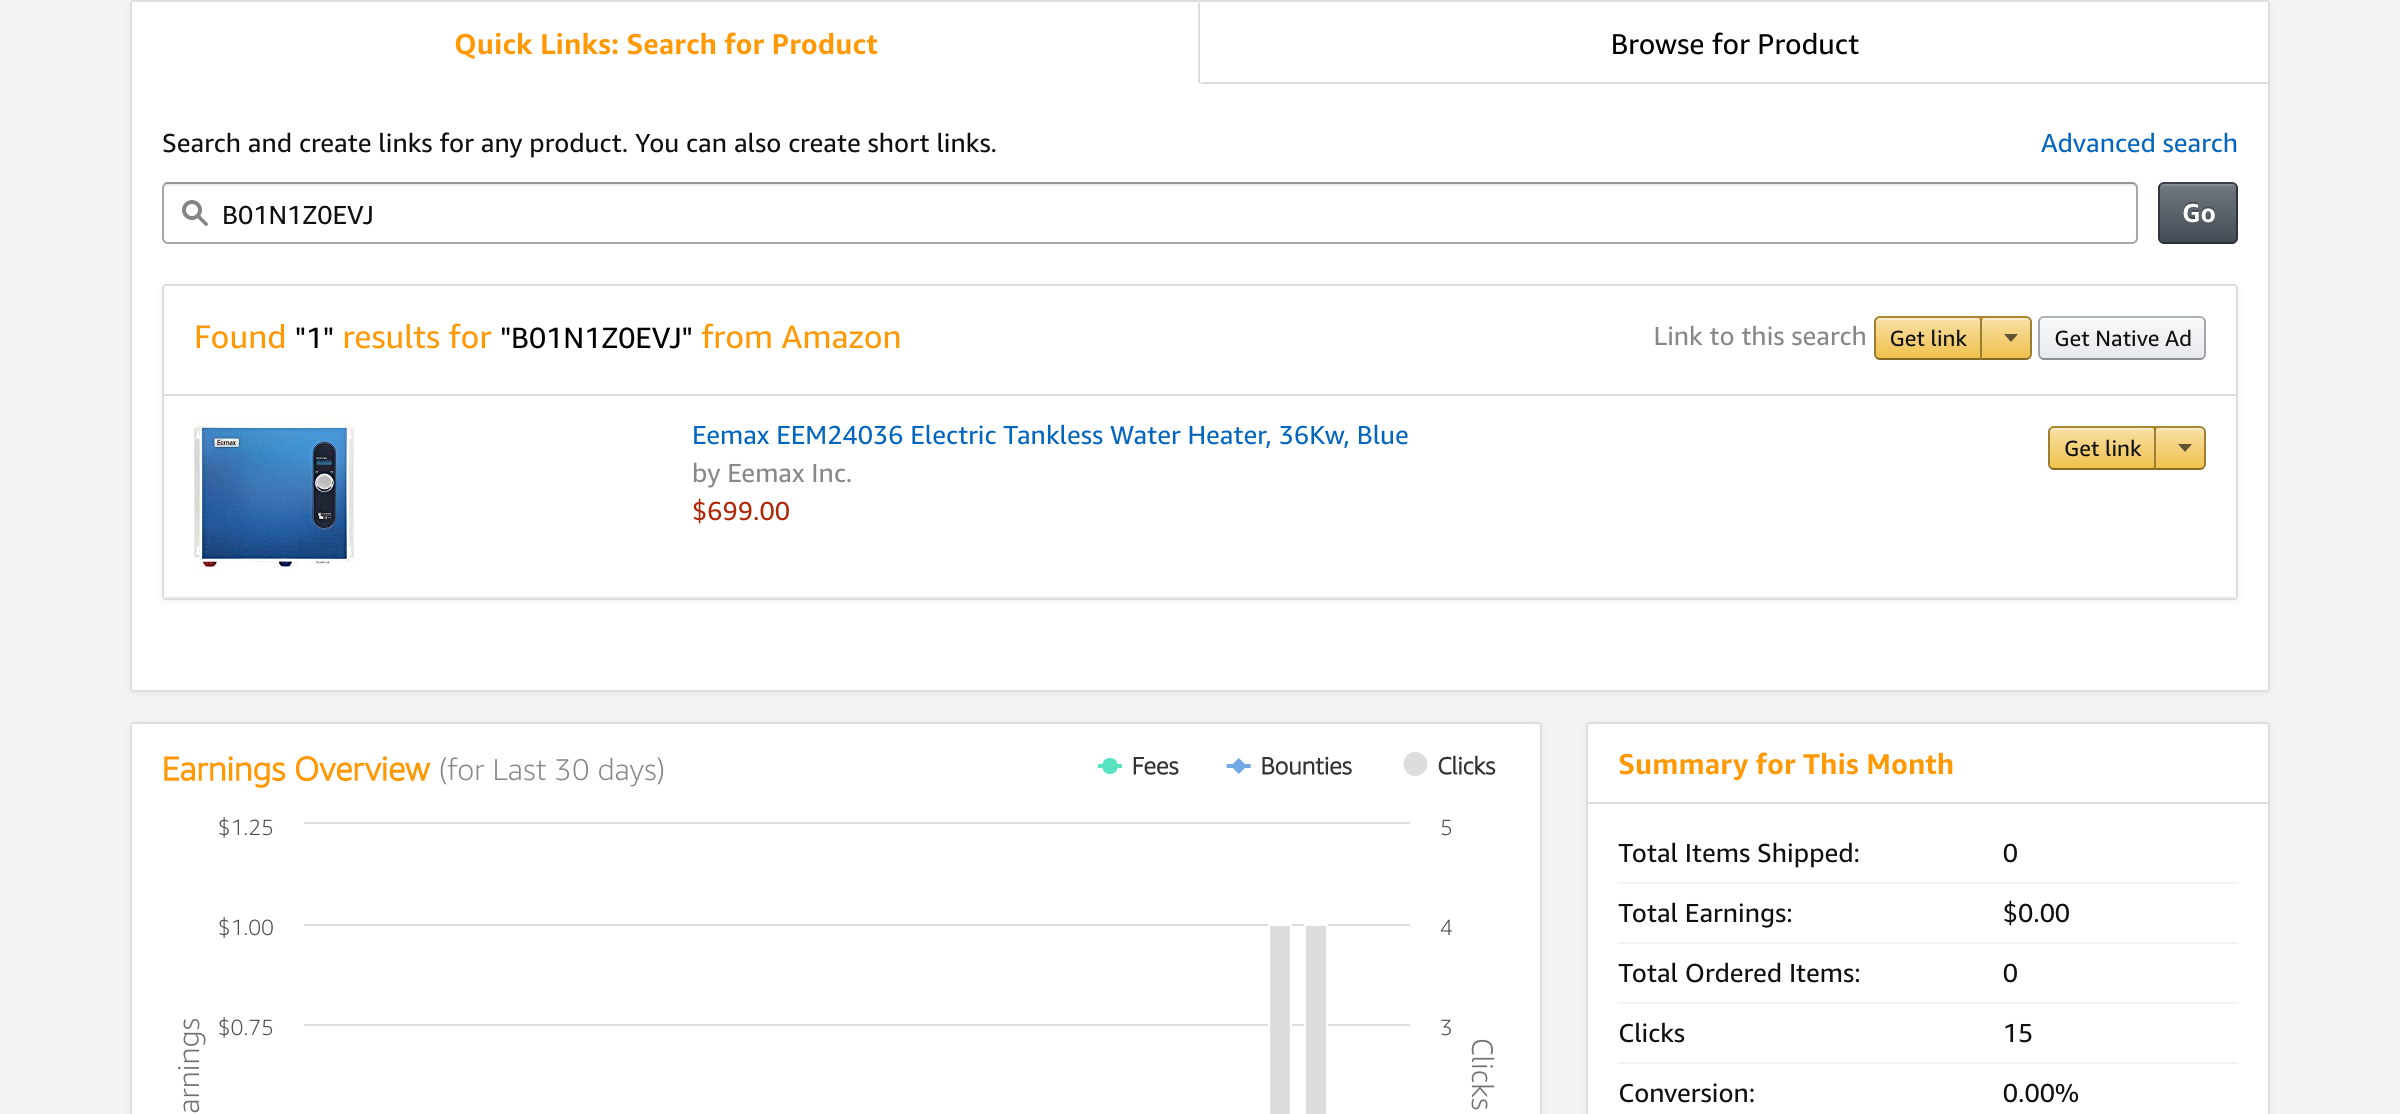 Quick Links: Search for Product
Browse for Product
Search and create links for any product. You can also create short links.
Advanced search
B01N1Z0EVJ
Go
Found "1" results for "B01N1Z0EVJ" from Amazon
Link to this search
Get link
Get Native Ad
Eemax
Eemax EEM24036 Electric Tankless Water Heater, 36Kw, Blue
by Eemax Inc.
$699.00
Get link
Earnings Overview (for Last 30 days)
Fees
Bounties
Clicks
$1.25
5
$1.00
4
$0.75
3
arnings
Clicks
Summary for This Month
Total Items Shipped: 0
Total Earnings: $0.00
Total Ordered Items: 0
Clicks 15
Conversion: 0.00%